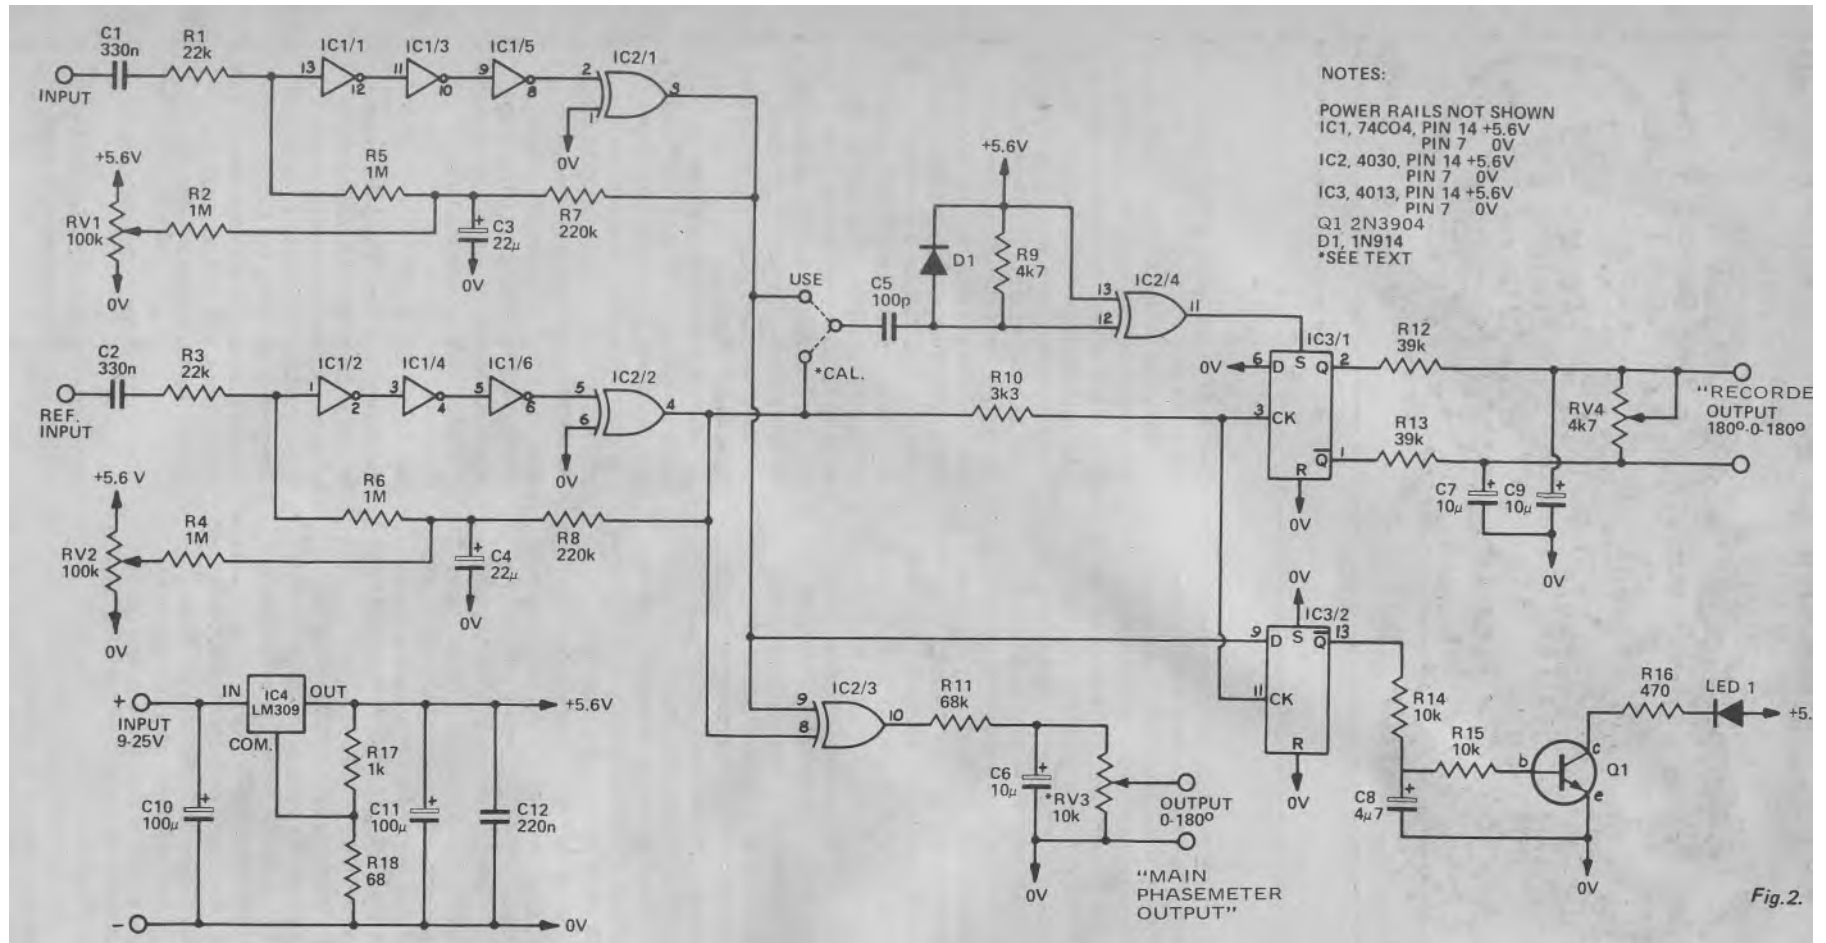 C1
330n
R1
22k
IC1/1
IC1/3
IC1/5
IC2/1
INPUT
13
12
11
10
9
8
2
1
3
0V
+5.6V
RV1
100k
0V
R2
1M
R5
1M
C3
22μ
+
0V
R7
220k
C2
330n
R3
22k
IC1/2
IC1/4
IC1/6
IC2/2
REF.
INPUT
1
2
3
4
5
6
5
6
4
0V
+5.6 V
RV2
100k
0V
R4
1M
R6
1M
C4
22μ
+
0V
R8
220k
USE
*CAL.
C5
100p
+5.6V
D1
R9
4k7
IC2/4
13
12
11
R10
3k3
NOTES:
POWER RAILS NOT SHOWN
IC1, 74CO4, PIN 14 +5.6V
PIN 7 0V
IC2, 4030, PIN 14 +5.6V
PIN 7 0V
IC3, 4013, PIN 14 +5.6V
PIN 7 0V
Q1 2N3904
D1, 1N914
*SEE TEXT
IC3/1
0V
6
D
S
Q
2
3
CK
Q
1
R
0V
R12
39k
R13
39k
C7
10μ
+
C9
10μ
+
0V
RV4
4k7
"RECORDE
OUTPUT
180º-0-180º
0V
IC3/2
9
D
S
Q
13
11
CK
R
0V
IC2/3
9
8
10
R11
68k
C6
10μ
+
*RV3
10k
OUTPUT
0-180º
0V
"MAIN
PHASEMETER
OUTPUT"
R14
10k
R15
10k
C8
4μ7
+
b
c
e
Q1
R16
470
LED 1
+5.
0V
+
INPUT
9-25V
IN
IC4
LM309
OUT
COM.
+5.6V
R17
1k
R18
68
C10
100μ
+
C11
100μ
+
C12
220n
–
0V
Fig.2.